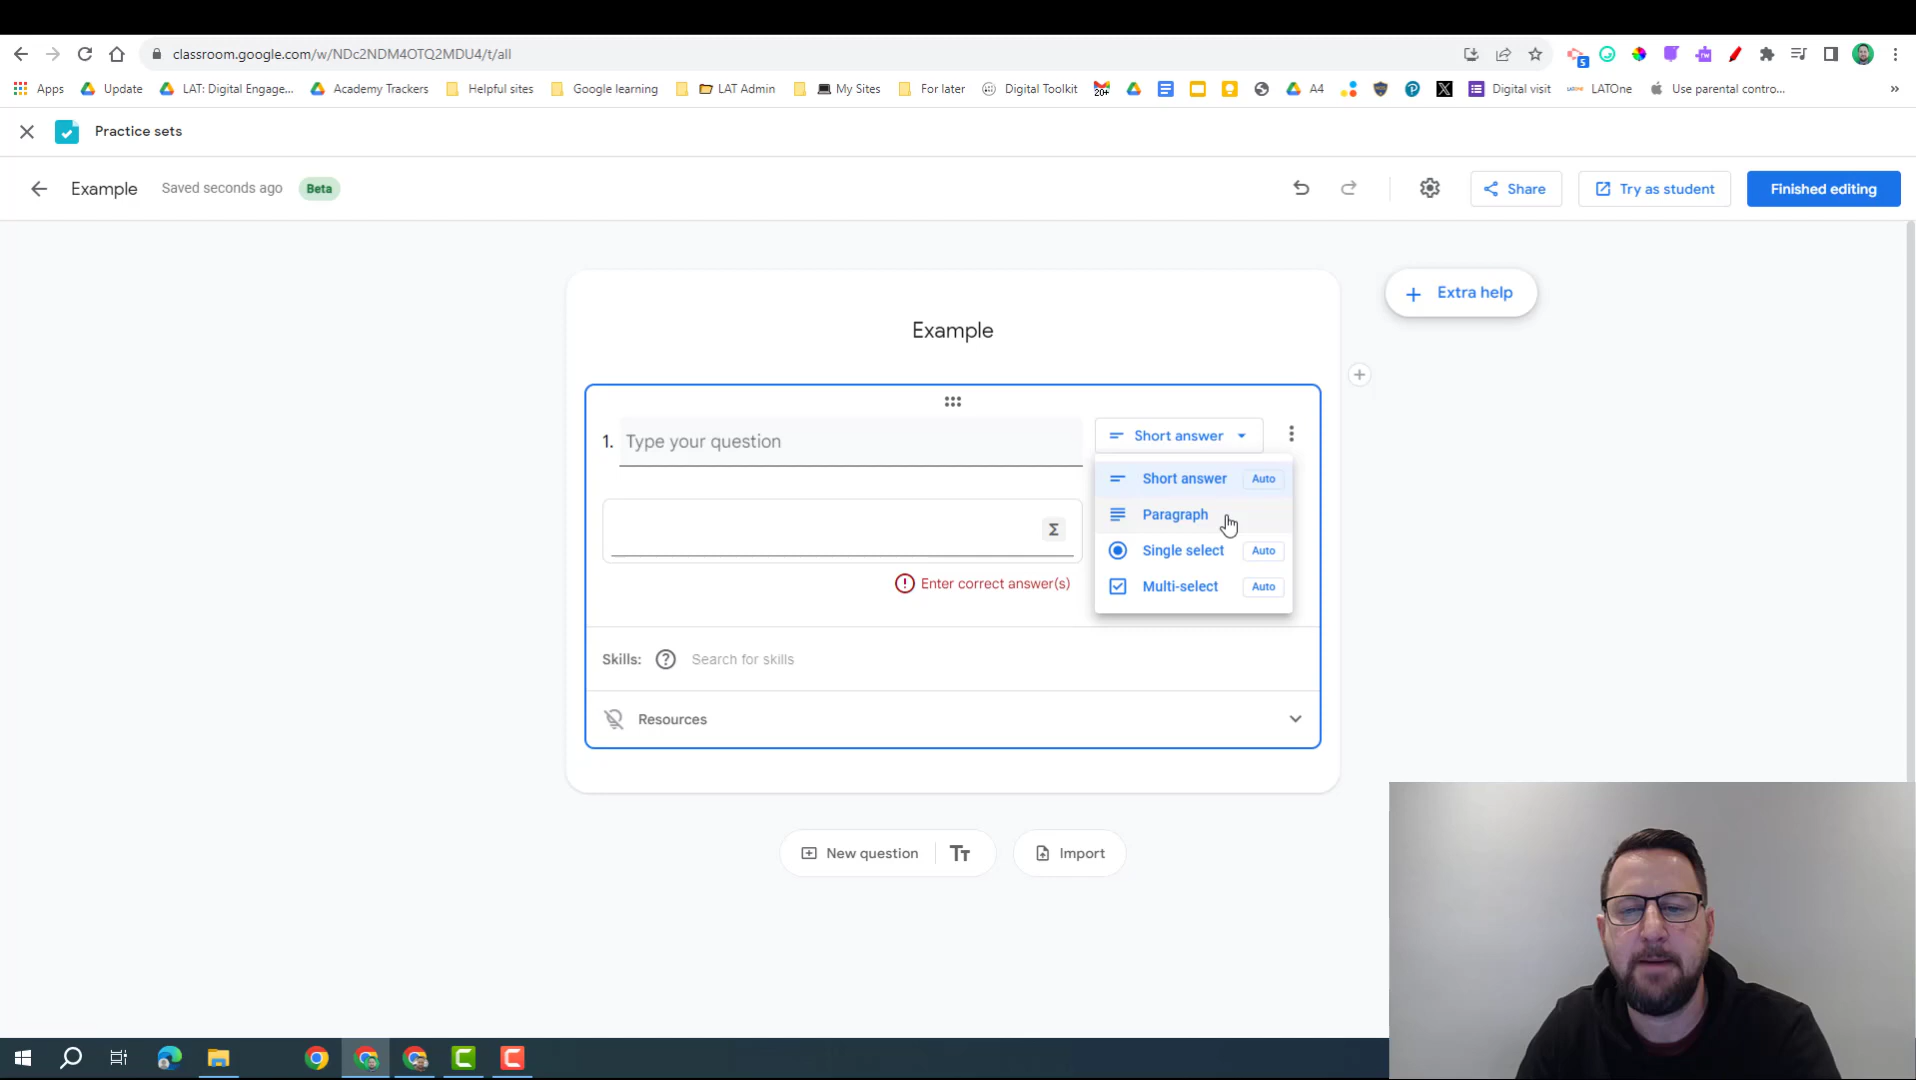 classroom.google.com/w/NDc2NDM4OTQ2MDU4/t/all
5
Apps Update LAT: Digital Engage... Academy Trackers Helpful sites Google learning LAT Admin My Sites For later Digital Toolkit 20+ A4 Digital visit LATOne Use parental contro... »
Practice sets
Example Saved seconds ago Beta Share Try as student Finished editing
Extra help
Example
1. Type your question Short answer
Short answer Auto
Paragraph
Single select Auto
Multi-select Auto
Σ
Enter correct answer(s)
Skills: Search for skills
Resources
New question Tт Import